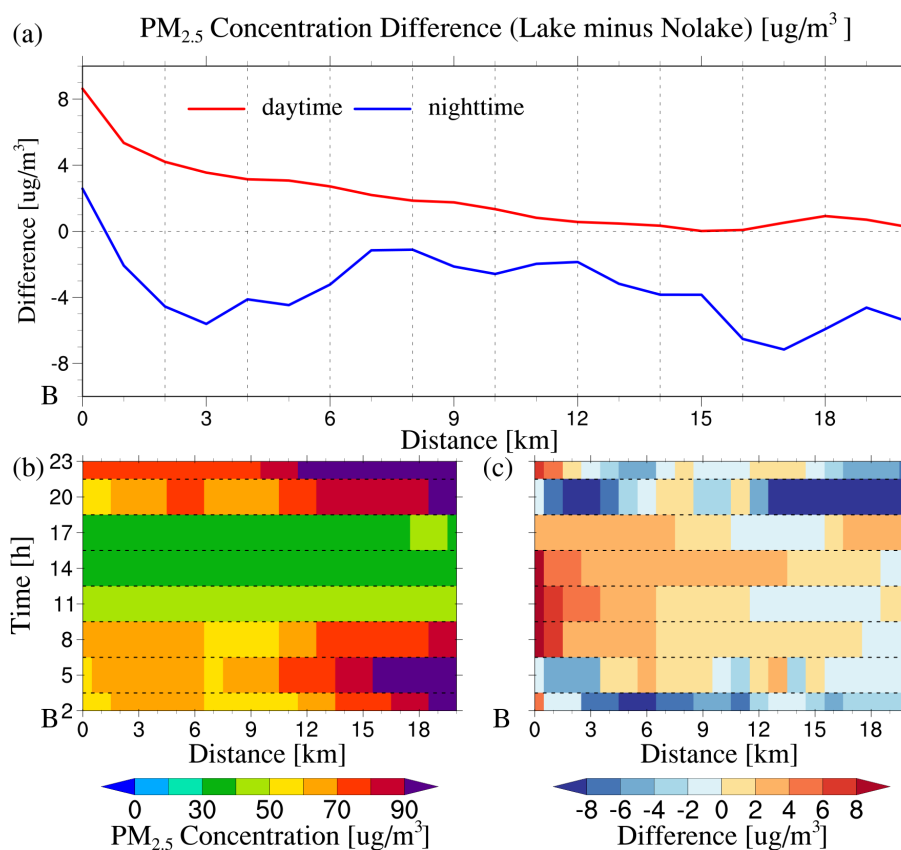 (a) PM2.5 Concentration Difference (Lake minus Nolake) [ug/m³ ]
daytime nighttime
Difference [ug/m³]
8
4
0
-4
-8
B
0 3 6 9 12 15 18
Distance [km]
(b)
Time [h]
23
20
17
14
11
8
5
2
B
0 3 6 9 12 15 18
Distance [km]
0 30 50 70 90
PM2.5 Concentration [ug/m³]
(c)
B
0 3 6 9 12 15 18
Distance [km]
-8 -6 -4 -2 0 2 4 6 8
Difference [ug/m³]